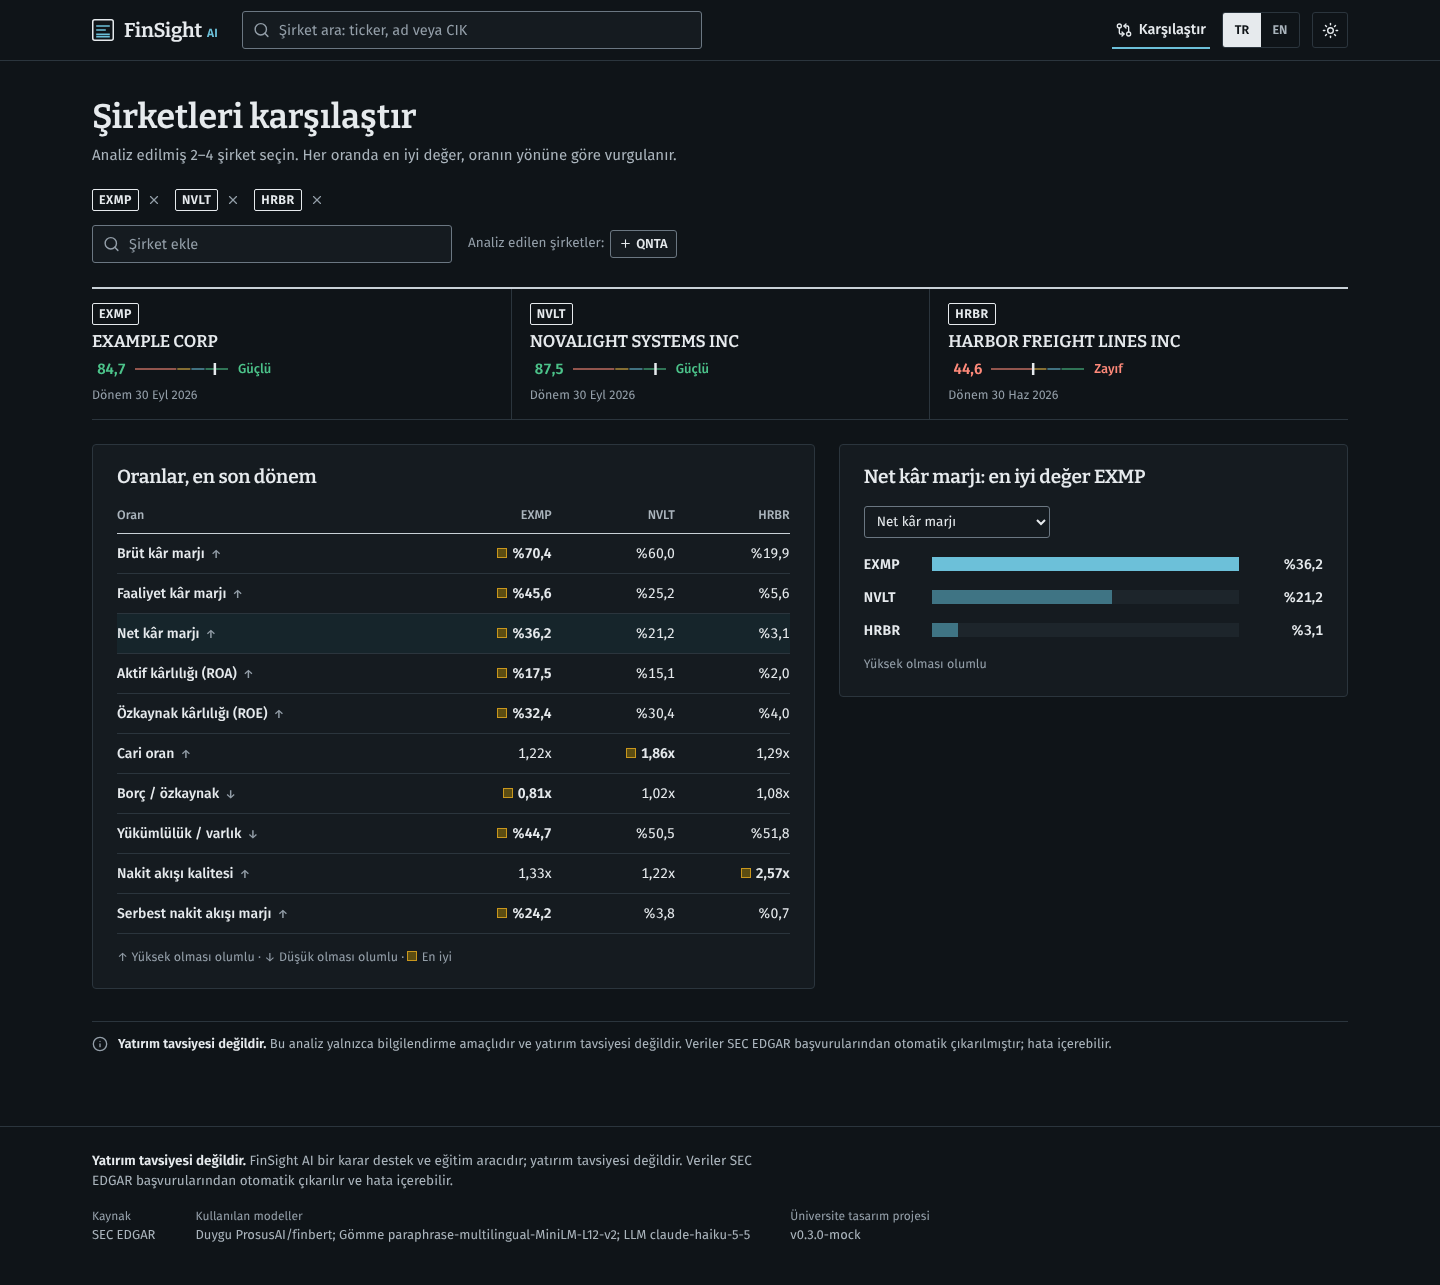 FinSight AI
Şirket ara: ticker, ad veya CIK
Karşılaştır
TR
EN
Şirketleri karşılaştır
Analiz edilmiş 2–4 şirket seçin. Her oranda en iyi değer, oranın yönüne göre vurgulanır.
EXMP × NVLT × HRBR ×
Şirket ekle
Analiz edilen şirketler: + QNTA
EXMP
EXAMPLE CORP
84,7 Güçlü
Dönem 30 Eyl 2026
NVLT
NOVALIGHT SYSTEMS INC
87,5 Güçlü
Dönem 30 Eyl 2026
HRBR
HARBOR FREIGHT LINES INC
44,6 Zayıf
Dönem 30 Haz 2026
Oranlar, en son dönem
Oran EXMP NVLT HRBR
Brüt kâr marjı ↑ %70,4 %60,0 %19,9
Faaliyet kâr marjı ↑ %45,6 %25,2 %5,6
Net kâr marjı ↑ %36,2 %21,2 %3,1
Aktif kârlılığı (ROA) ↑ %17,5 %15,1 %2,0
Özkaynak kârlılığı (ROE) ↑ %32,4 %30,4 %4,0
Cari oran ↑ 1,22x 1,86x 1,29x
Borç / özkaynak ↓ 0,81x 1,02x 1,08x
Yükümlülük / varlık ↓ %44,7 %50,5 %51,8
Nakit akışı kalitesi ↑ 1,33x 1,22x 2,57x
Serbest nakit akışı marjı ↑ %24,2 %3,8 %0,7
↑ Yüksek olması olumlu · ↓ Düşük olması olumlu · En iyi
Net kâr marjı: en iyi değer EXMP
Net kâr marjı
EXMP %36,2
NVLT %21,2
HRBR %3,1
Yüksek olması olumlu
Yatırım tavsiyesi değildir. Bu analiz yalnızca bilgilendirme amaçlıdır ve yatırım tavsiyesi değildir. Veriler SEC EDGAR başvurularından otomatik çıkarılmıştır; hata içerebilir.
Yatırım tavsiyesi değildir. FinSight AI bir karar destek ve eğitim aracıdır; yatırım tavsiyesi değildir. Veriler SEC
EDGAR başvurularından otomatik çıkarılır ve hata içerebilir.
Kaynak
SEC EDGAR
Kullanılan modeller
Duygu ProsusAI/finbert; Gömme paraphrase-multilingual-MiniLM-L12-v2; LLM claude-haiku-5-5
Üniversite tasarım projesi
v0.3.0-mock